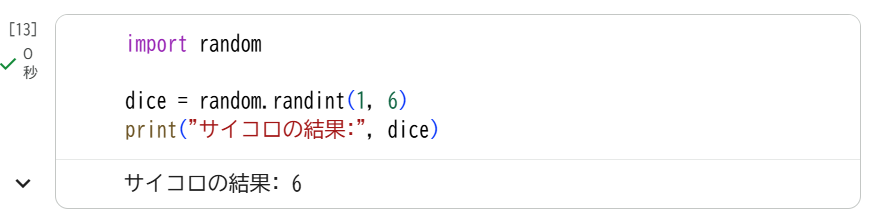 [13]
0
秒
import random
dice = random.randint(1, 6)
print("サイコロの結果:", dice)
サイコロの結果: 6